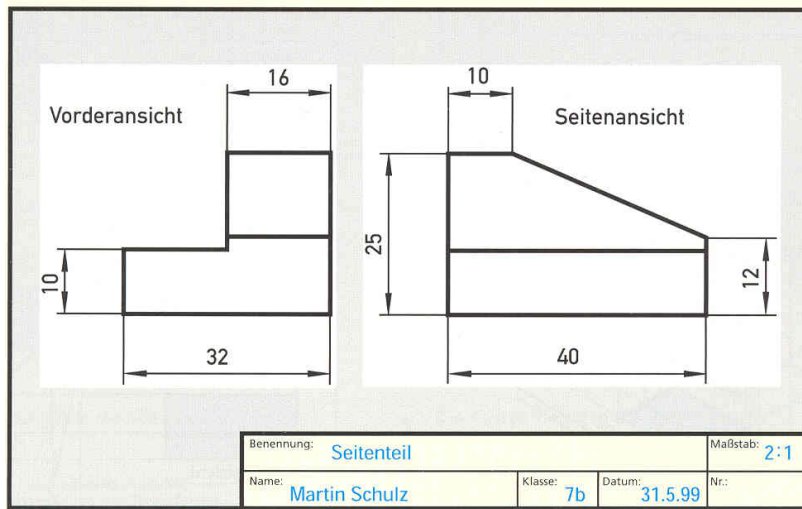 16
Vorderansicht
10
32
10
Seitenansicht
25
12
40
Benennung: Seitenteil
Maßstab: 2:1
Name: Martin Schulz
Klasse: 7b
Datum: 31.5.99
Nr.: